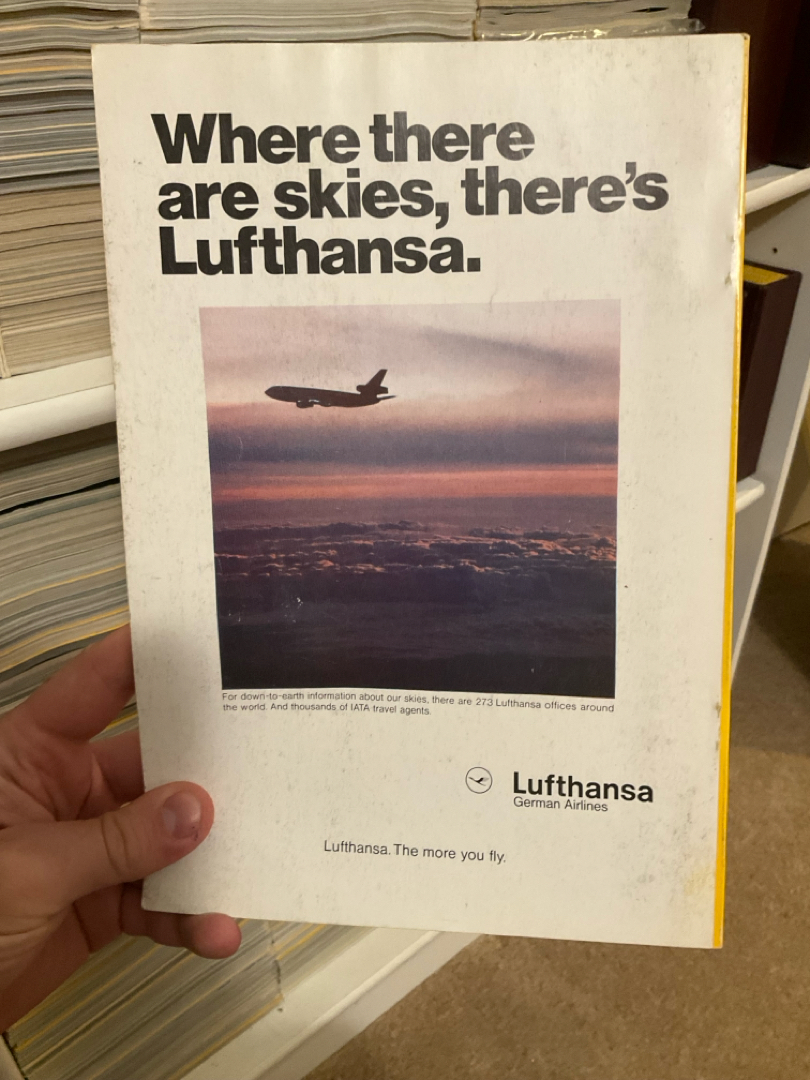 Where there
are skies, there's
Lufthansa.
For down-to-earth information about our skies, there are 273 Lufthansa offices around
the world. And thousands of IATA travel agents.
Lufthansa
German Airlines
Lufthansa. The more you fly.